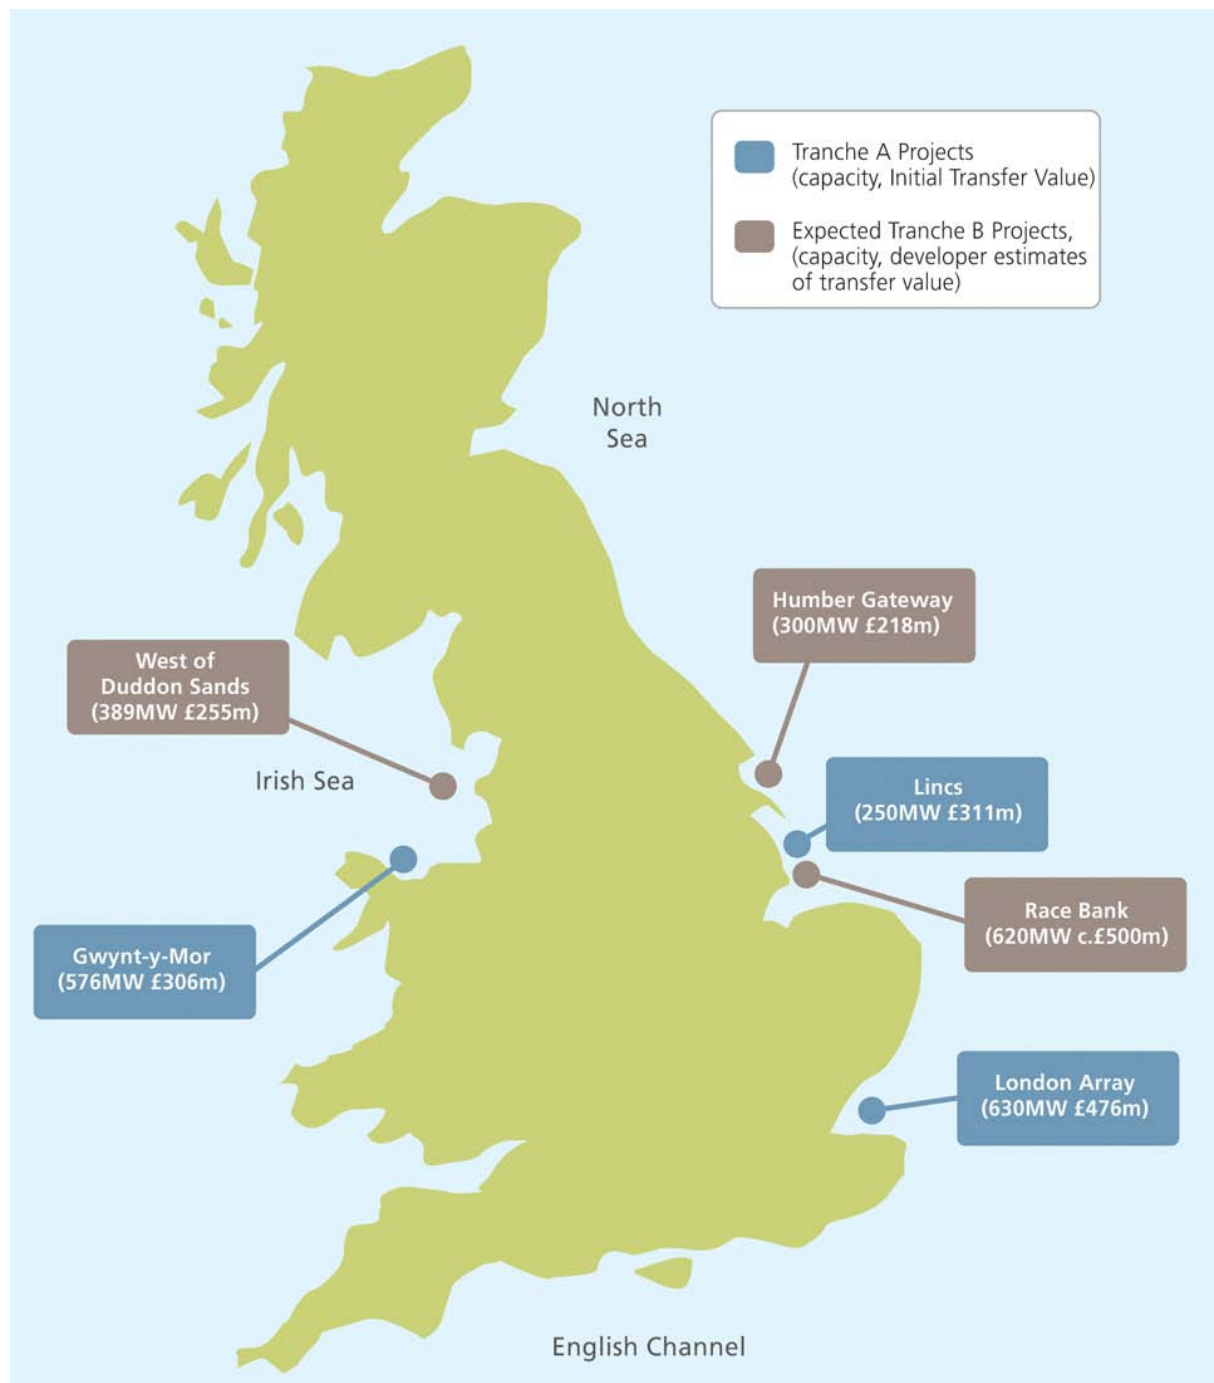 Tranche A Projects
(capacity, Initial Transfer Value)
Expected Tranche B Projects,
(capacity, developer estimates
of transfer value)
North
Sea
Humber Gateway
(300MW £218m)
West of
Duddon Sands
(389MW £255m)
Irish Sea
Lincs
(250MW £311m)
Race Bank
(620MW c.£500m)
Gwynt-y-Mor
(576MW £306m)
London Array
(630MW £476m)
English Channel